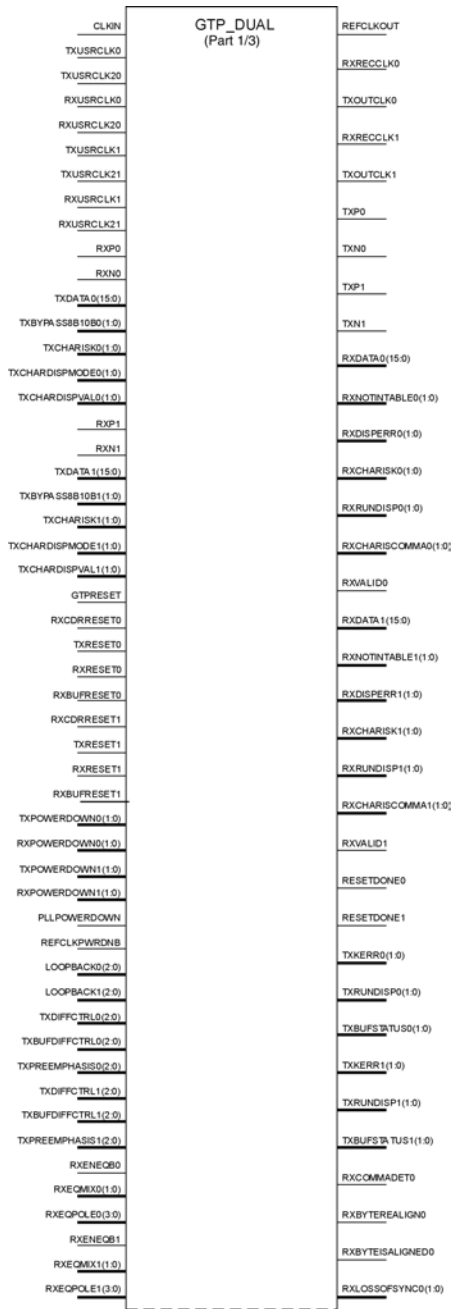 GTP_DUAL
(Part 1/3)
CLKIN
TXUSRCLK0
TXUSRCLK20
RXUSRCLK0
RXUSRCLK20
TXUSRCLK1
TXUSRCLK21
RXUSRCLK1
RXUSRCLK21
RXP0
RXN0
TXDATA0(15:0)
TXBYPASS8B10B0(1:0)
TXCHARISK0(1:0)
TXCHARDISPMODE0(1:0)
TXCHARDISPVAL0(1:0)
RXP1
RXN1
TXDATA1(15:0)
TXBYPASS8B10B1(1:0)
TXCHARISK1(1:0)
TXCHARDISPMODE1(1:0)
TXCHARDISPVAL1(1:0)
GTPRESET
RXCDRRESET0
TXRESET0
RXRESET0
RXBUFRESET0
RXCDRRESET1
TXRESET1
RXRESET1
RXBUFRESET1
TXPOWERDOWN0(1:0)
RXPOWERDOWN0(1:0)
TXPOWERDOWN1(1:0)
RXPOWERDOWN1(1:0)
PLLPOWERDOWN
REFCLKPWRDNB
LOOPBACK0(2:0)
LOOPBACK1(2:0)
TXDIFFCTRL0(2:0)
TXBUFDIFFCTRL0(2:0)
TXPREEMPHASIS0(2:0)
TXDIFFCTRL1(2:0)
TXBUFDIFFCTRL1(2:0)
TXPREEMPHASIS1(2:0)
RXENEQB0
RXEQMIX0(1:0)
RXEQPOLE0(3:0)
RXENEQB1
RXEQMIX1(1:0)
RXEQPOLE1(3:0)
REFCLKOUT
RXRECCLK0
TXOUTCLK0
RXRECCLK1
TXOUTCLK1
TXP0
TXN0
TXP1
TXN1
RXDATA0(15:0)
RXNOTINTABLE0(1:0)
RXDISPERR0(1:0)
RXCHARISK0(1:0)
RXRUNDISP0(1:0)
RXCHARISCOMMA0(1:0)
RXVALID0
RXDATA1(15:0)
RXNOTINTABLE1(1:0)
RXDISPERR1(1:0)
RXCHARISK1(1:0)
RXRUNDISP1(1:0)
RXCHARISCOMMA1(1:0)
RXVALID1
RESETDONE0
RESETDONE1
TXKERR0(1:0)
TXRUNDISP0(1:0)
TXBUFSTATUS0(1:0)
TXKERR1(1:0)
TXRUNDISP1(1:0)
TXBUFSTATUS1(1:0)
RXCOMMADET0
RXBYTEREALIGN0
RXBYTEISALIGNED0
RXLOSSOFSYNC0(1:0)